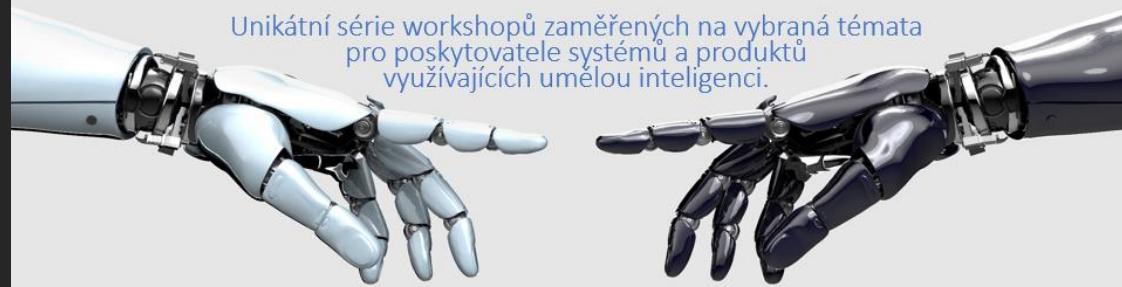 Unikátní série workshopů zaměřených na vybraná témata
pro poskytovatele systémů a produktů
využívajících umělou inteligenci.